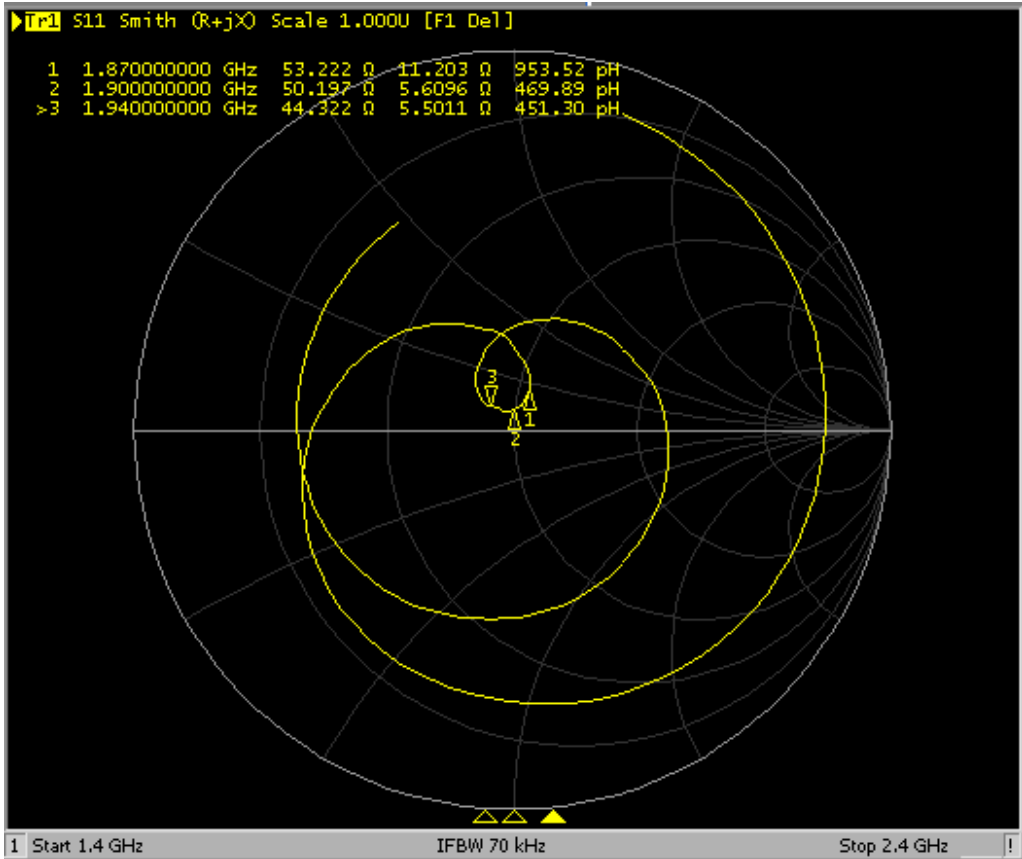 Tr1 S11 Smith (R+jX) Scale 1.000U [F1 Del]
1 1.870000000 GHz 53.222 Ω 11.203 Ω 953.52 pH
2 1.900000000 GHz 50.197 Ω 5.6096 Ω 469.89 pH
>3 1.940000000 GHz 44.322 Ω 5.5011 Ω 451.30 pH
3
1
2
1 Start 1.4 GHz IFBW 70 kHz Stop 2.4 GHz !